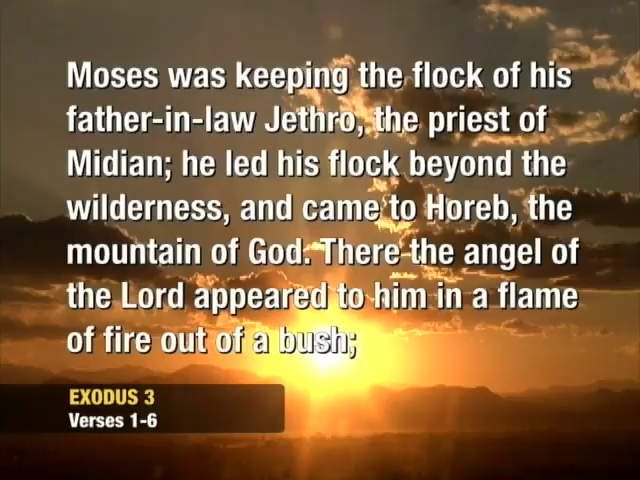 Moses was keeping the flock of his
father-in-law Jethro, the priest of
Midian; he led his flock beyond the
wilderness, and came to Horeb, the
mountain of God. There the angel of
the Lord appeared to him in a flame
of fire out of a bush;
EXODUS 3
Verses 1-6